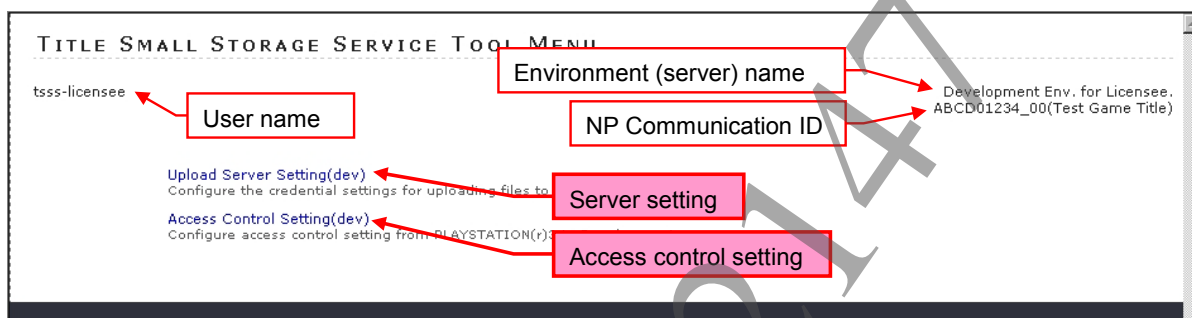 TITLE SMALL STORAGE SERVICE TOOL MENU
Environment (server) name
tsss-licensee
Development Env. for Licensee.
User name
NP Communication ID
ABCD01234_00(Test Game Title)
Upload Server Setting(dev)
Configure the credential settings for uploading files to
Server setting
Access Control Setting(dev)
Configure access control setting from PLAYSTATION(r)3
Access control setting